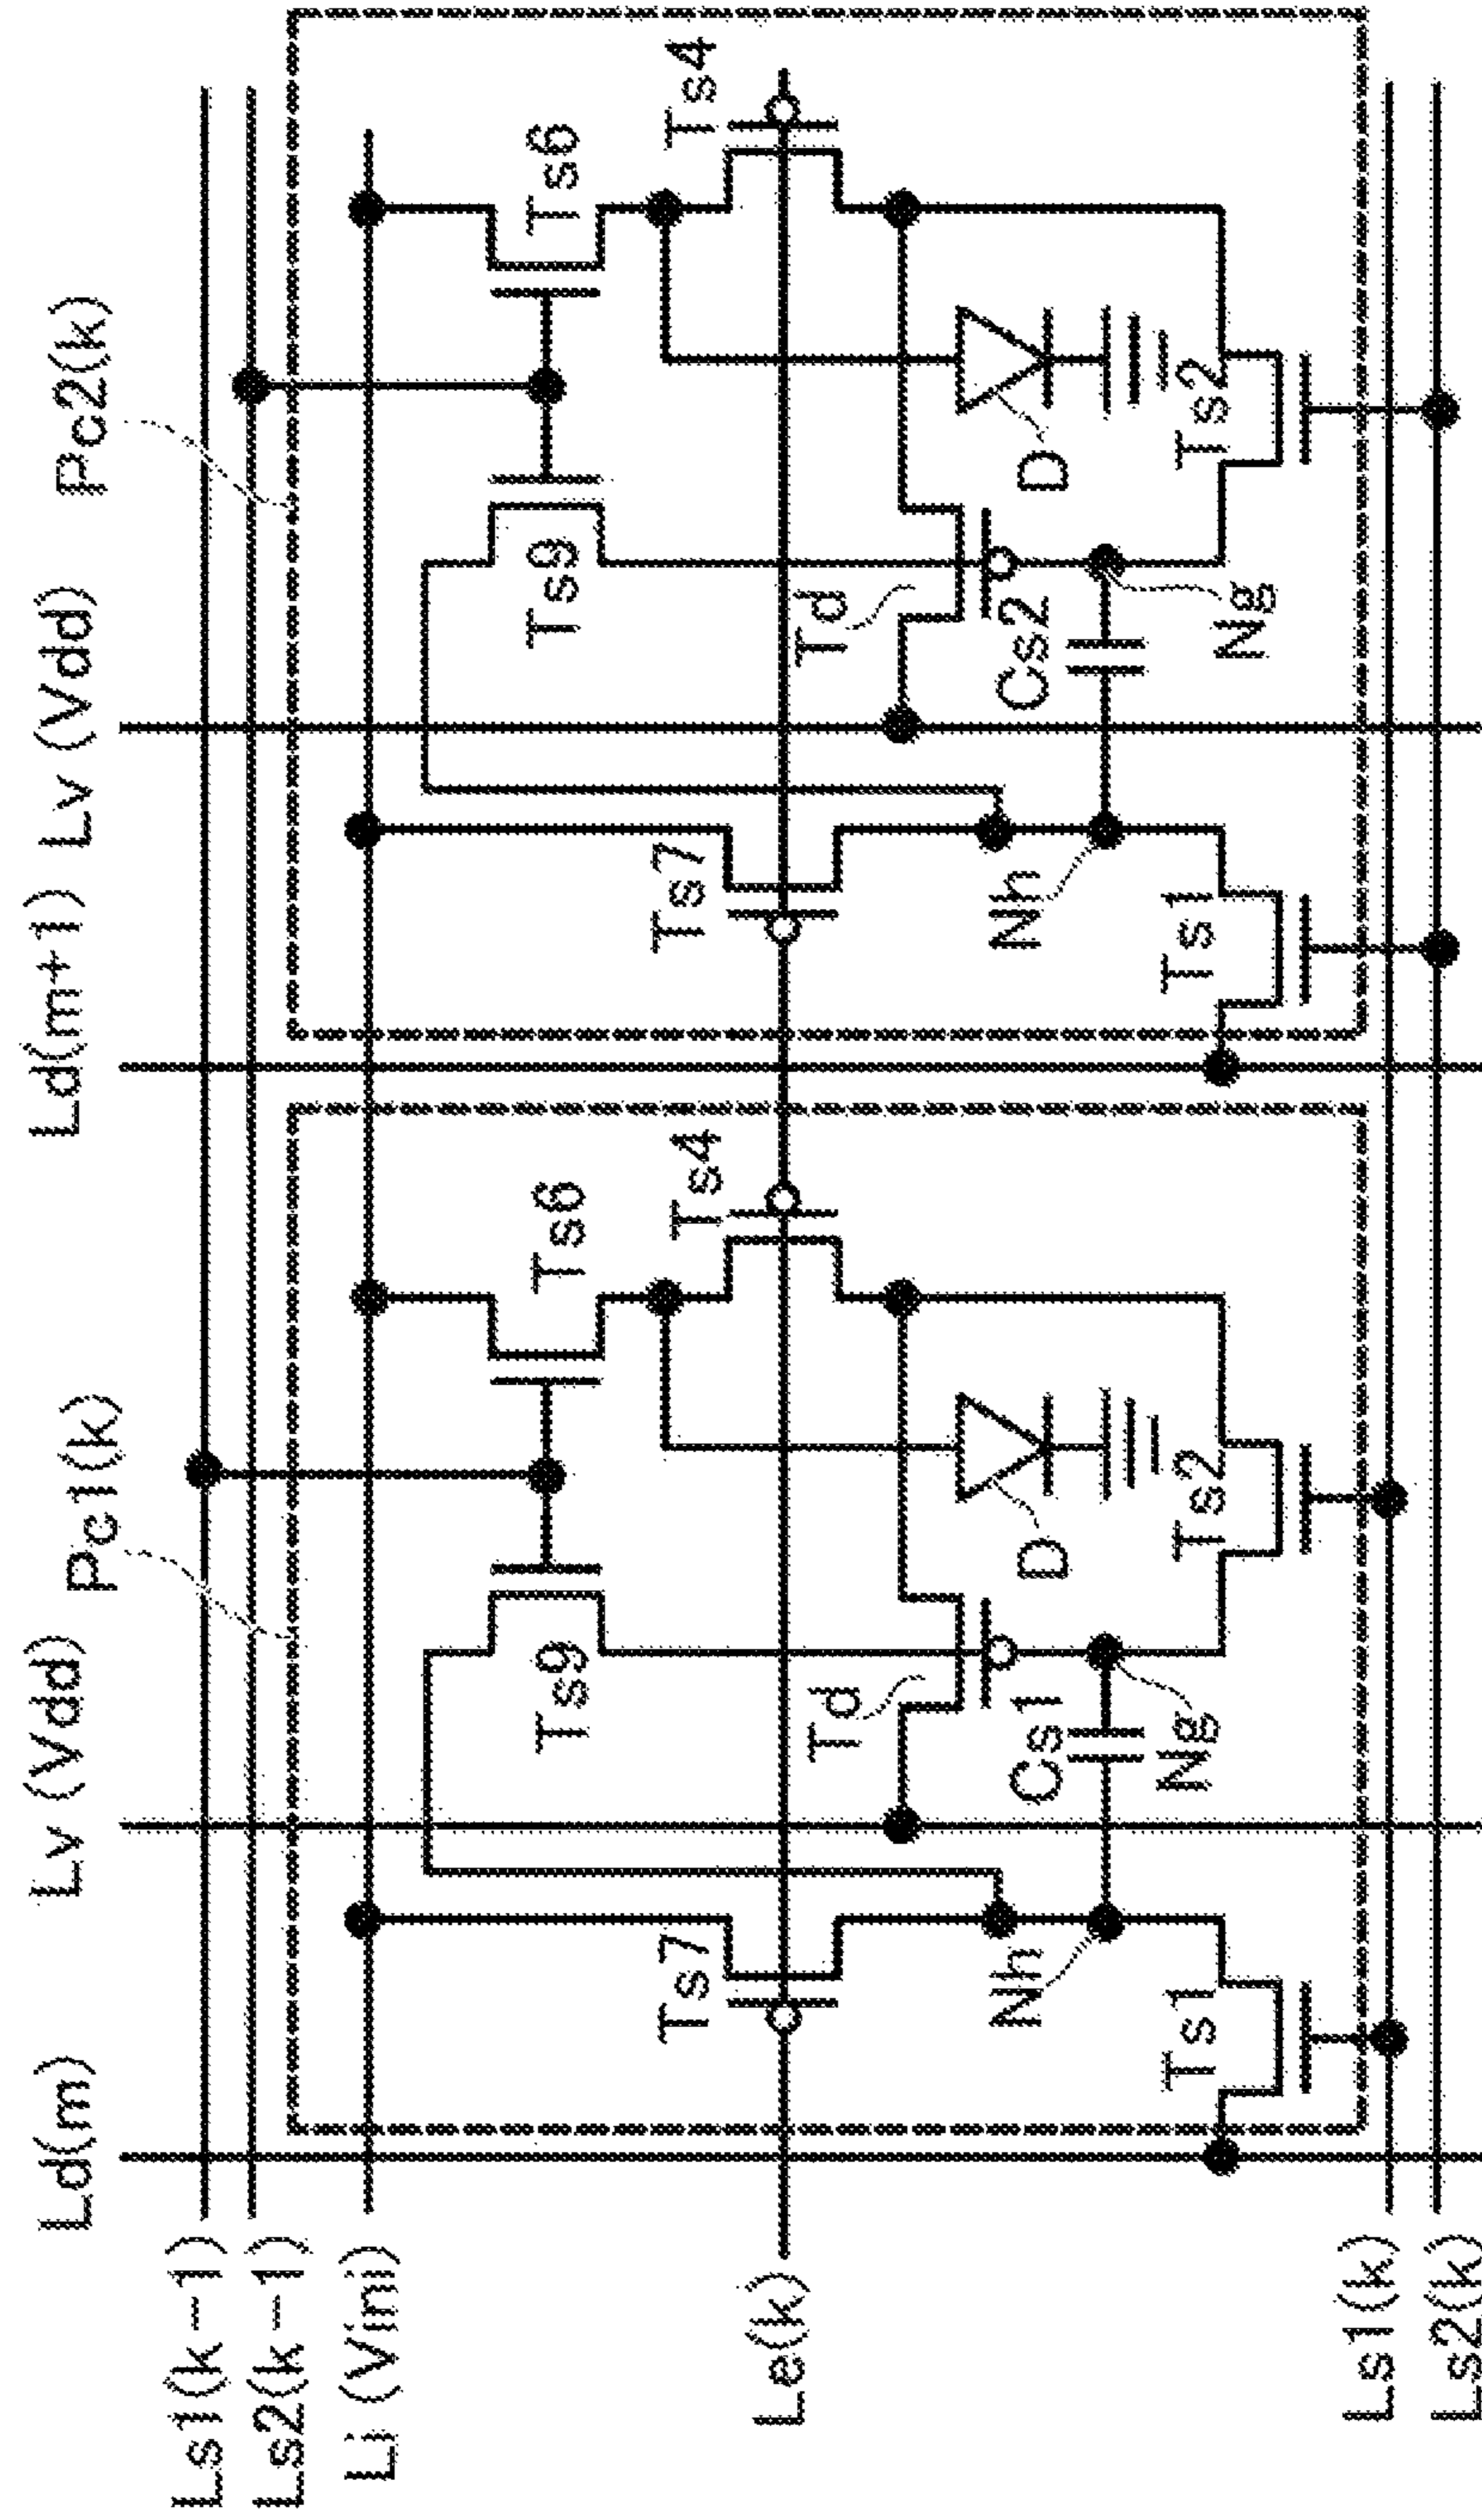 Ld(m)
Lv (Vdd)
Pc1(k)
Ld(m+1)
Lv (Vdd)
Pc2(k)
Ls1(k-1)
Ls2(k-1)
Li (Vini)
Le(k)
Ls1(k)
Ls2(k)
Ts9
Ts6
Ts7
Ts4
Td
Nh
Cs1
D
Ng
Ts1
Ts2
Ts9
Ts6
Ts7
Ts4
Td
Nh
Cs2
D
Ng
Ts1
Ts2